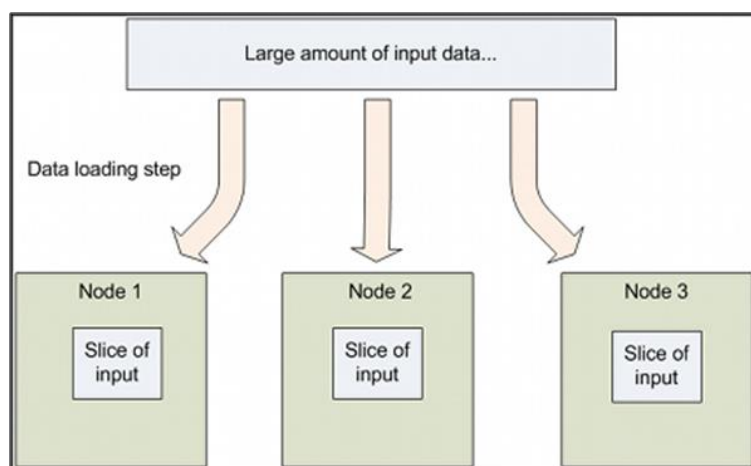 Large amount of input data...
Data loading step
Node 1
Node 2
Node 3
Slice of
input
Slice of
input
Slice of
input